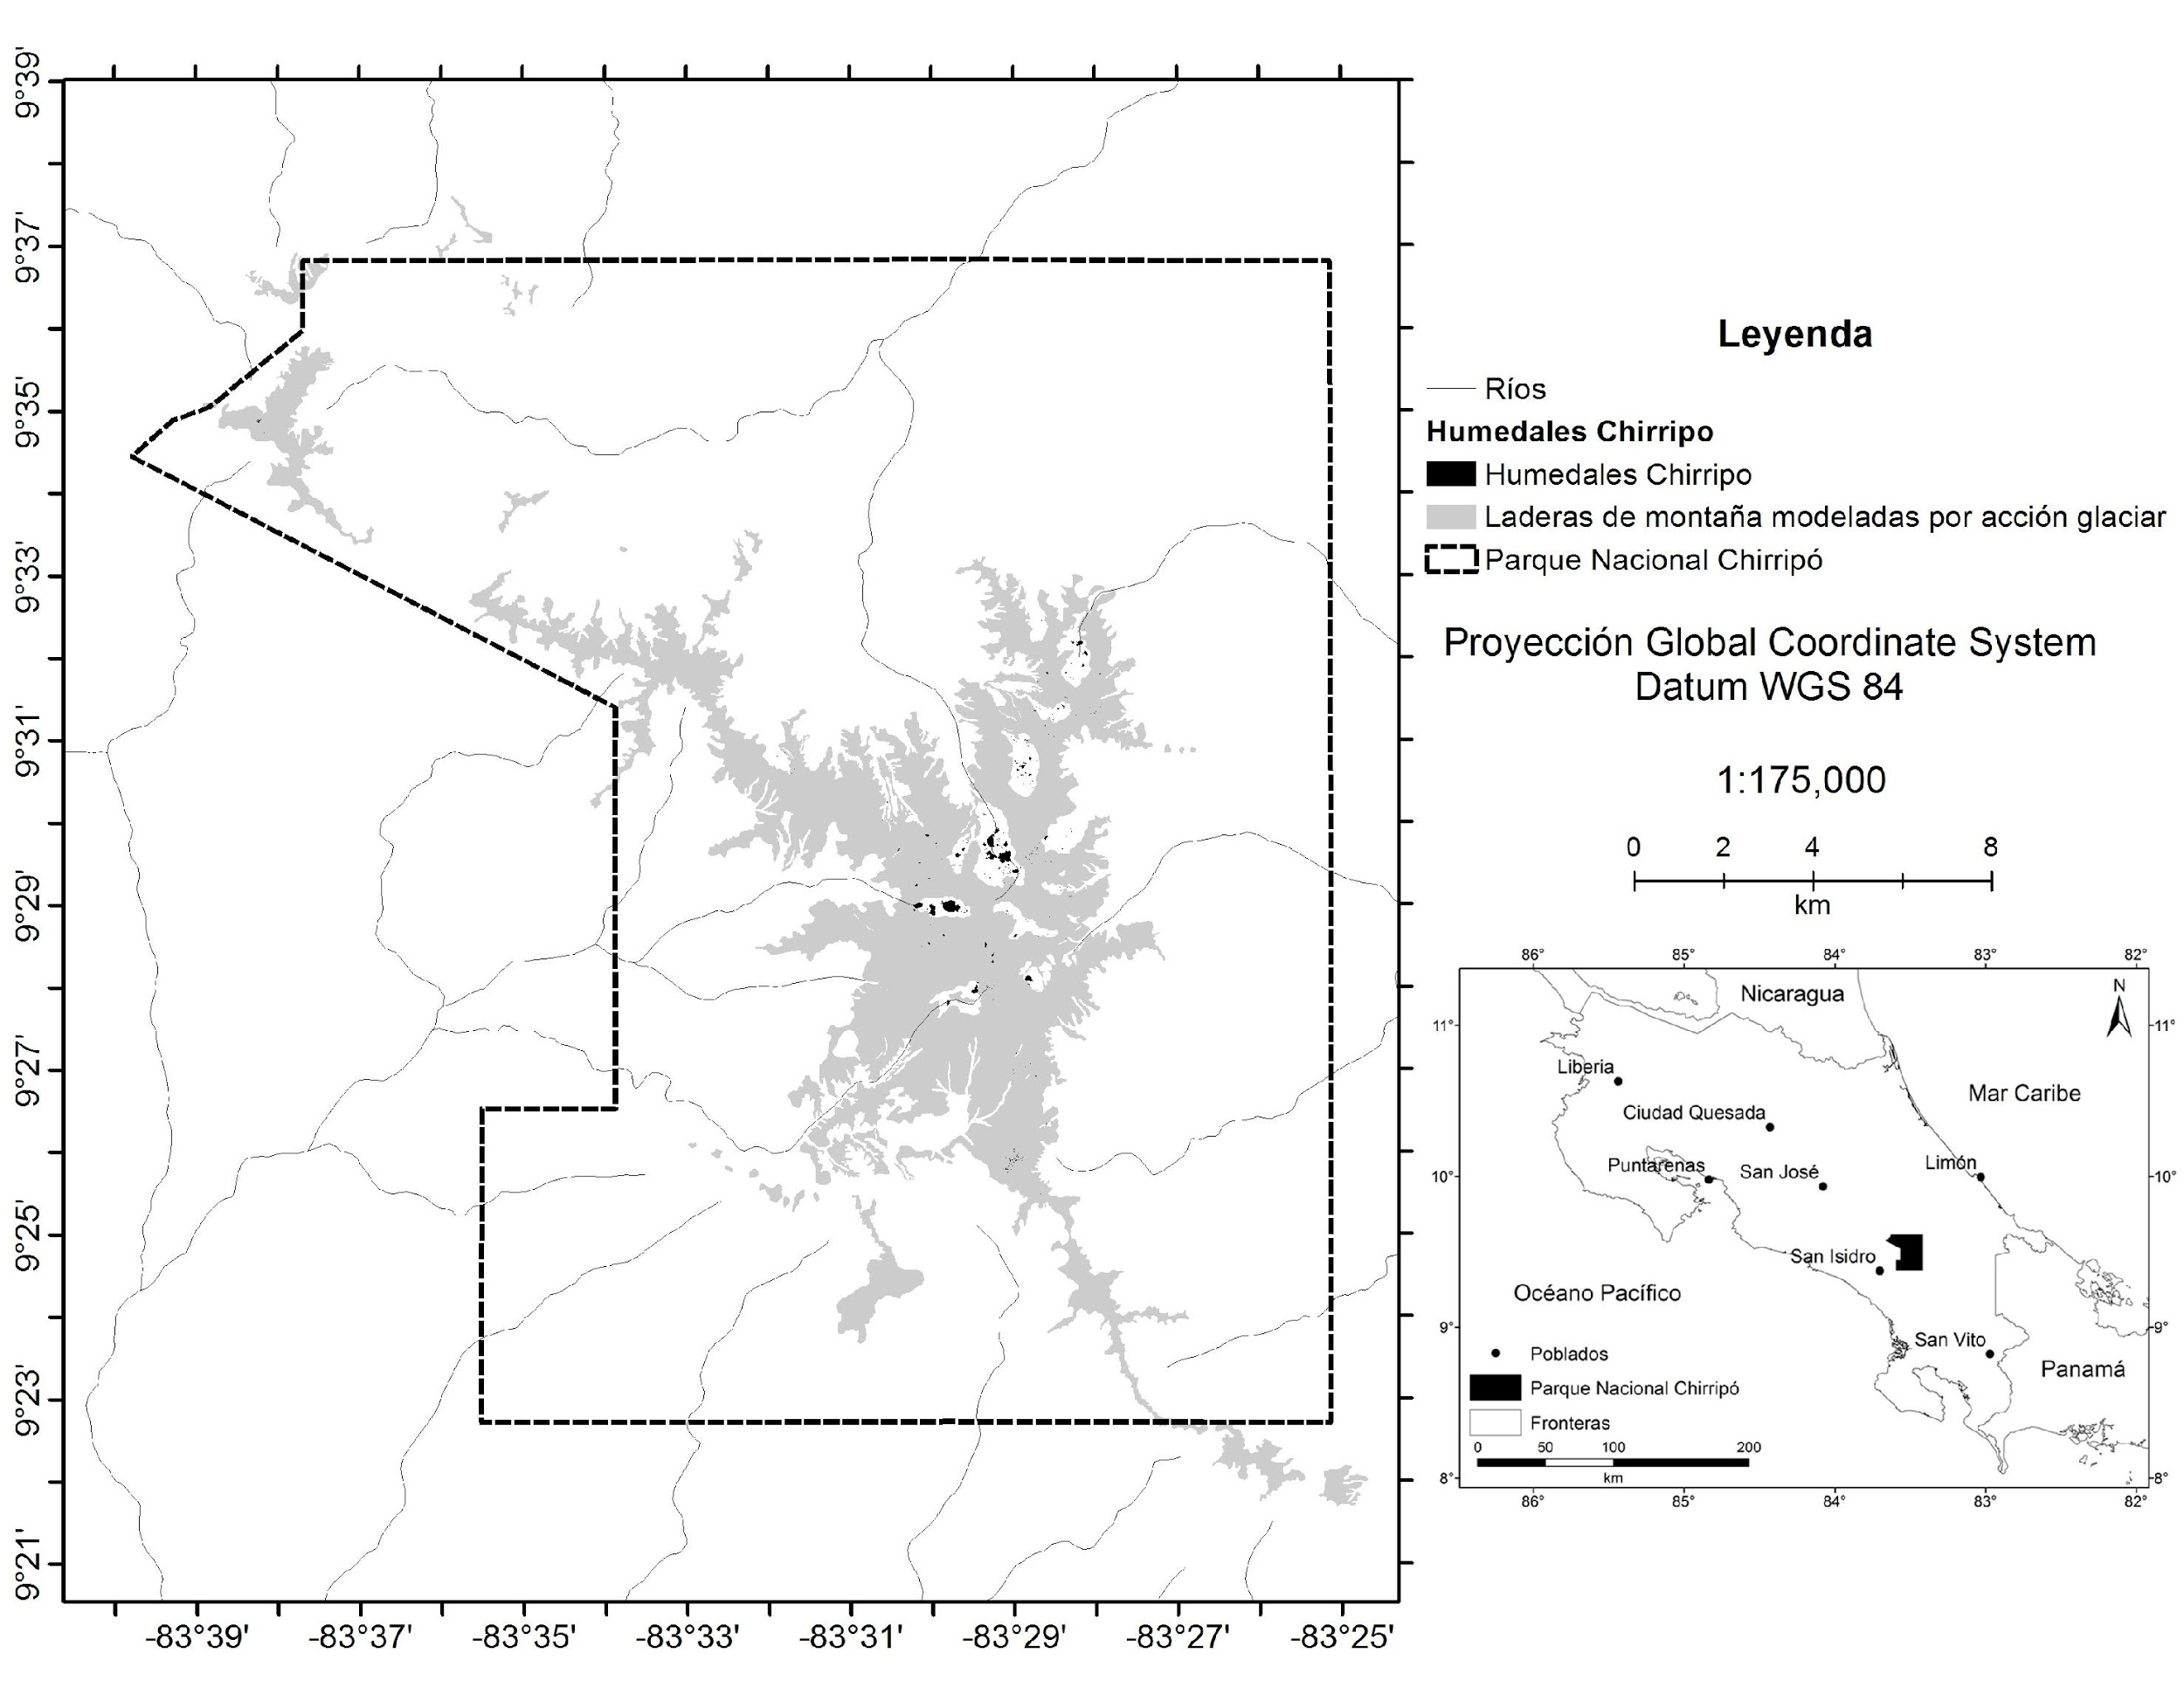 9°39'
9°37'
9°35'
9°33'
9°31'
9°29'
9°27'
9°25'
9°23'
9°21'
-83°39'
-83°37'
-83°35'
-83°33'
-83°31'
-83°29'
-83°27'
-83°25'
Leyenda
Ríos
Humedales Chirripo
Humedales Chirripo
Laderas de montaña modeladas por acción glaciar
Parque Nacional Chirripó
Proyección Global Coordinate System
Datum WGS 84
1:175,000
0 2 4 8
km
86° 85° 84° 83° 82°
N
Nicaragua
11° 11°
Liberia
Mar Caribe
Ciudad Quesada
Puntarenas
San José
Limón
10° 10°
San Isidro
Océano Pacífico
9° 9°
San Vito
Poblados
Panamá
Parque Nacional Chirripó
Fronteras
0 50 100 200
km
8° 8°
86° 85° 84° 83° 82°